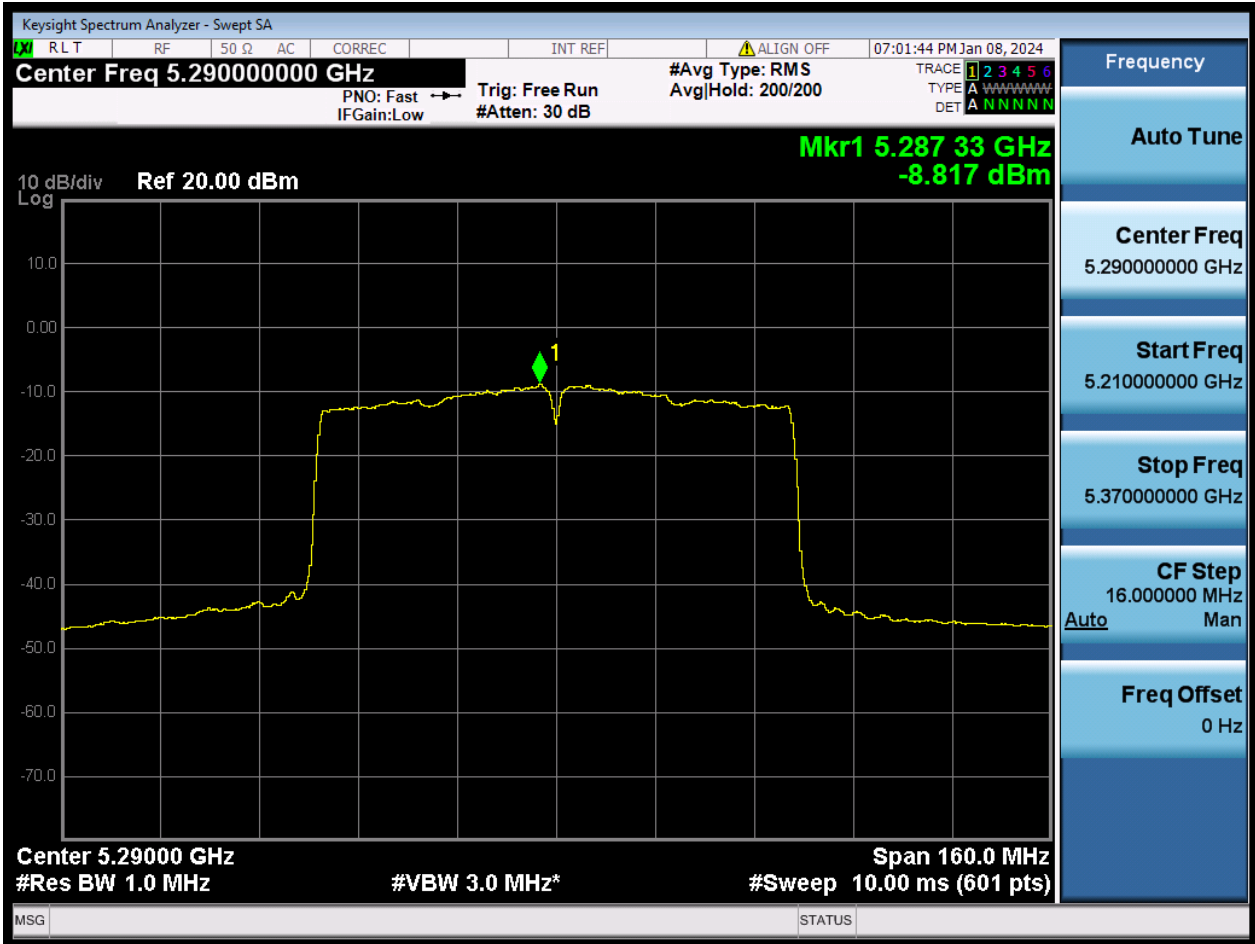 Keysight Spectrum Analyzer - Swept SA
LXI RLT RF 50 Ω AC CORREC INT REF ALIGN OFF 07:01:44 PM Jan 08, 2024
Center Freq 5.290000000 GHz
PNO: Fast
IFGain:Low
Trig: Free Run
#Atten: 30 dB
#Avg Type: RMS
Avg|Hold: 200/200
TRACE 1 2 3 4 5 6
TYPE A WWWWW
DET A N N N N N
Mkr1 5.287 33 GHz
-8.817 dBm
10 dB/div Ref 20.00 dBm
Log
10.0
0.00
-10.0
-20.0
-30.0
-40.0
-50.0
-60.0
-70.0
1
Center 5.29000 GHz Span 160.0 MHz
#Res BW 1.0 MHz #VBW 3.0 MHz* #Sweep 10.00 ms (601 pts)
MSG STATUS
Frequency
Auto Tune
Center Freq
5.290000000 GHz
Start Freq
5.210000000 GHz
Stop Freq
5.370000000 GHz
CF Step
16.000000 MHz
Auto Man
Freq Offset
0 Hz